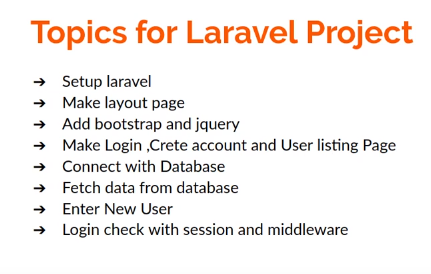 Topics for Laravel Project
➔ Setup laravel
➔ Make layout page
➔ Add bootstrap and jquery
➔ Make Login ,Crete account and User listing Page
➔ Connect with Database
➔ Fetch data from database
➔ Enter New User
➔ Login check with session and middleware